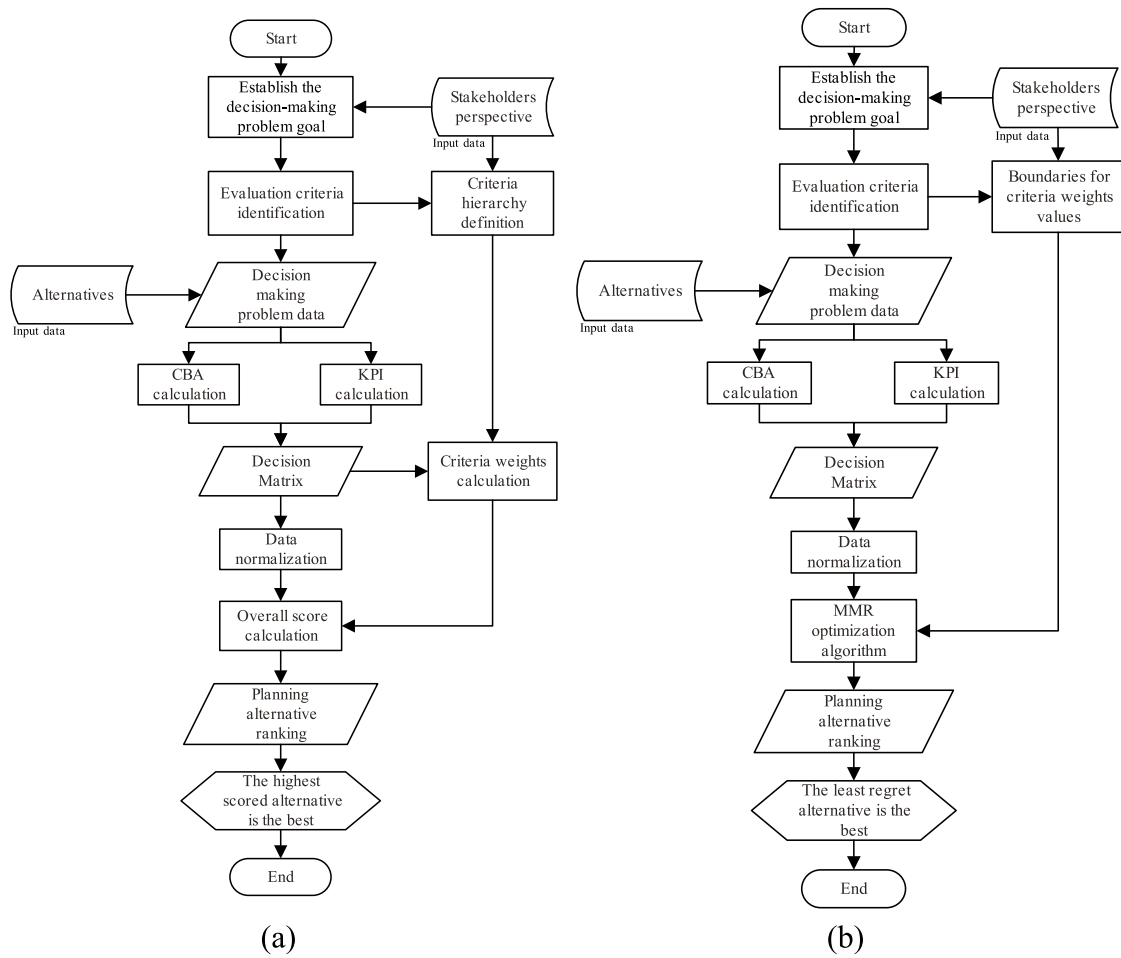 Start
Establish the
decision-making
problem goal
Stakeholders
perspective
Input data
Evaluation criteria
identification
Criteria
hierarchy
definition
Alternatives
Input data
Decision
making
problem data
CBA
calculation
KPI
calculation
Decision
Matrix
Criteria weights
calculation
Data
normalization
Overall score
calculation
Planning
alternative
ranking
The highest
scored alternative
is the best
End
(a)
Start
Establish the
decision-making
problem goal
Stakeholders
perspective
Input data
Evaluation criteria
identification
Boundaries for
criteria weights
values
Alternatives
Input data
Decision
making
problem data
CBA
calculation
KPI
calculation
Decision
Matrix
Data
normalization
MMR
optimization
algorithm
Planning
alternative
ranking
The least regret
alternative is the
best
End
(b)